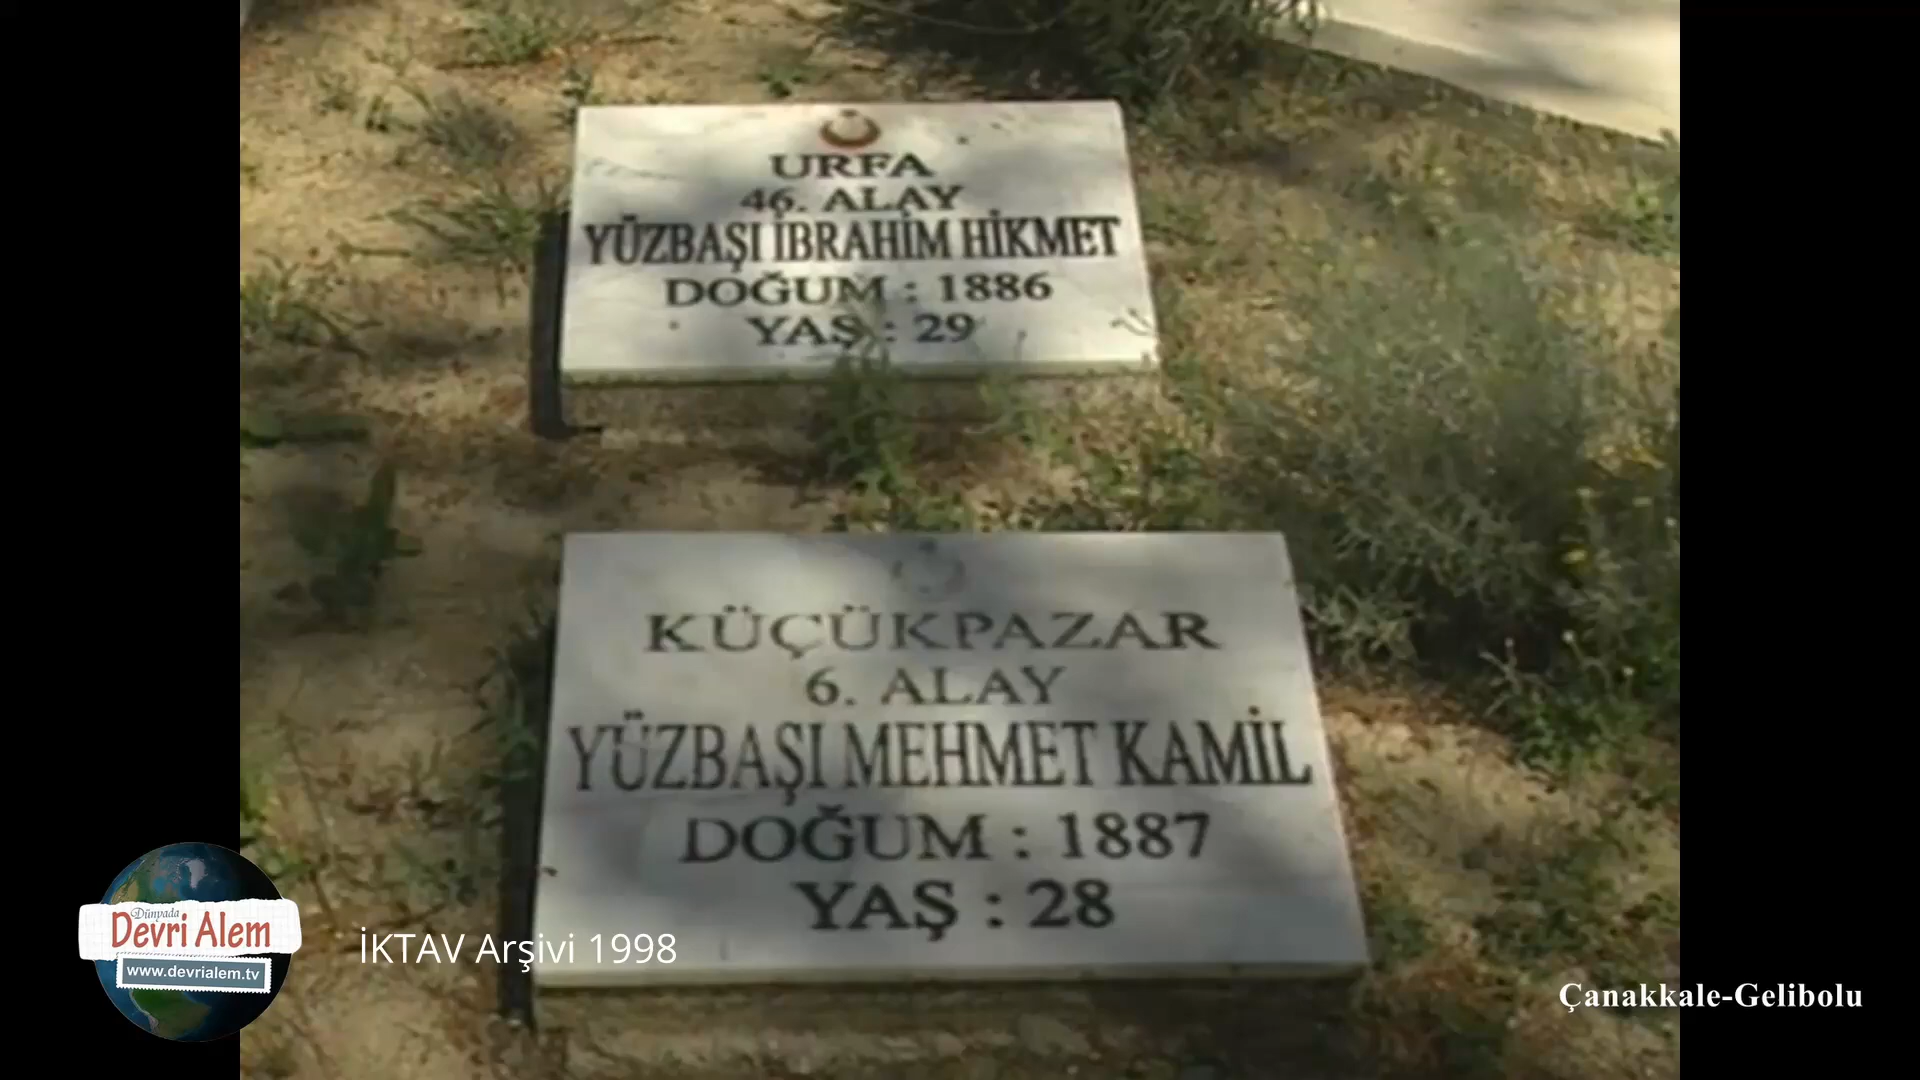 URFA
46. ALAY
YÜZBAŞI İBRAHİM HİKMET
DOĞUM : 1886
YAŞ : 29
KÜÇÜKPAZAR
6. ALAY
YÜZBAŞI MEHMET KAMİL
DOĞUM : 1887
YAŞ : 28
Dünyada
Devri Alem
www.devrialem.tv
İKTAV Arşivi 1998
Çanakkale-Gelibolu